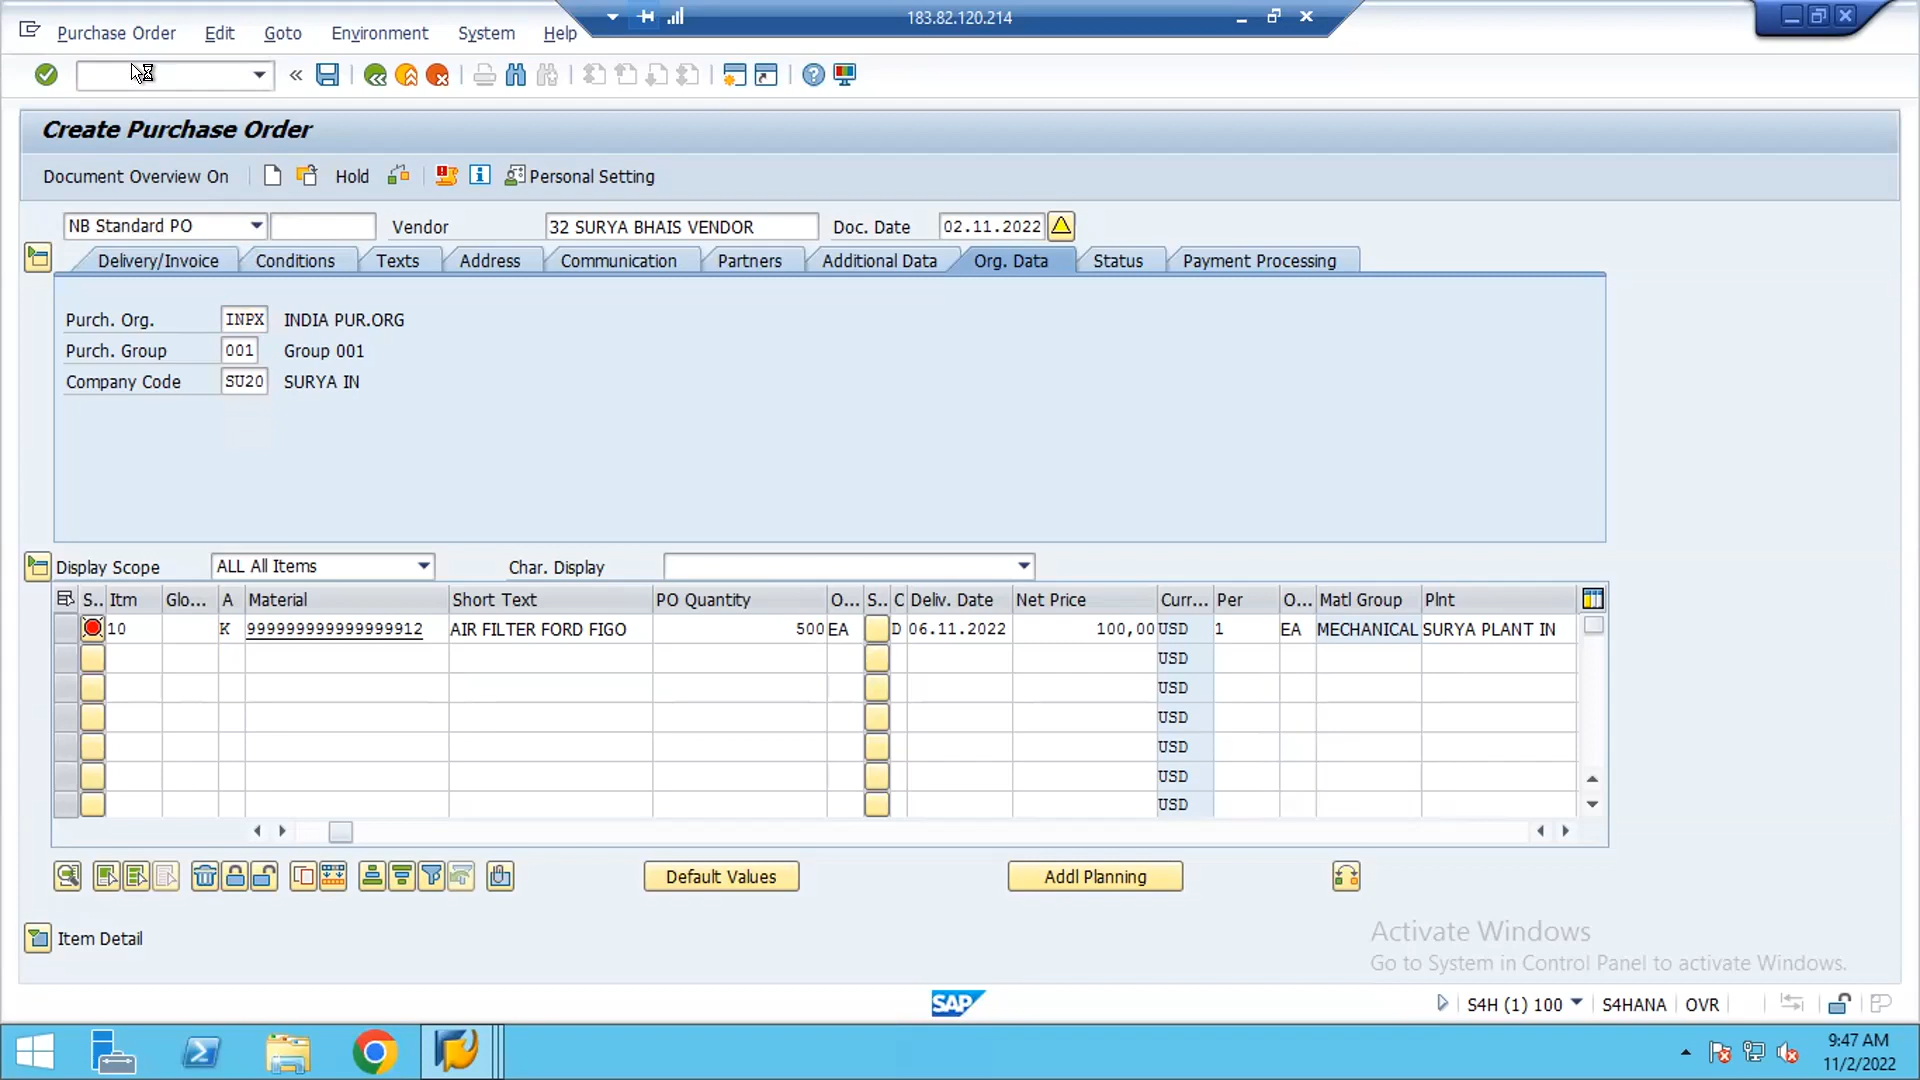 183.82.120.214
Purchase Order Edit Goto Environment System Help
Create Purchase Order
Document Overview On Hold Personal Setting
NB Standard PO Vendor 32 SURYA BHAIS VENDOR Doc. Date 02.11.2022
Delivery/Invoice Conditions Texts Address Communication Partners Additional Data Org. Data Status Payment Processing
Purch. Org. INPX INDIA PUR.ORG
Purch. Group 001 Group 001
Company Code SU20 SURYA IN
Display Scope ALL All Items Char. Display
S.. Itm Glo... A Material Short Text PO Quantity O... S.. C Deliv. Date Net Price Curr... Per O... Matl Group Plnt
10 K 999999999999999912 AIR FILTER FORD FIGO 500 EA D 06.11.2022 100,00 USD 1 EA MECHANICAL SURYA PLANT IN
USD
USD
USD
USD
USD
USD
Default Values Addl Planning
Item Detail
Activate Windows
Go to System in Control Panel to activate Windows.
SAP S4H (1) 100 S4HANA OVR
9:47 AM
11/2/2022